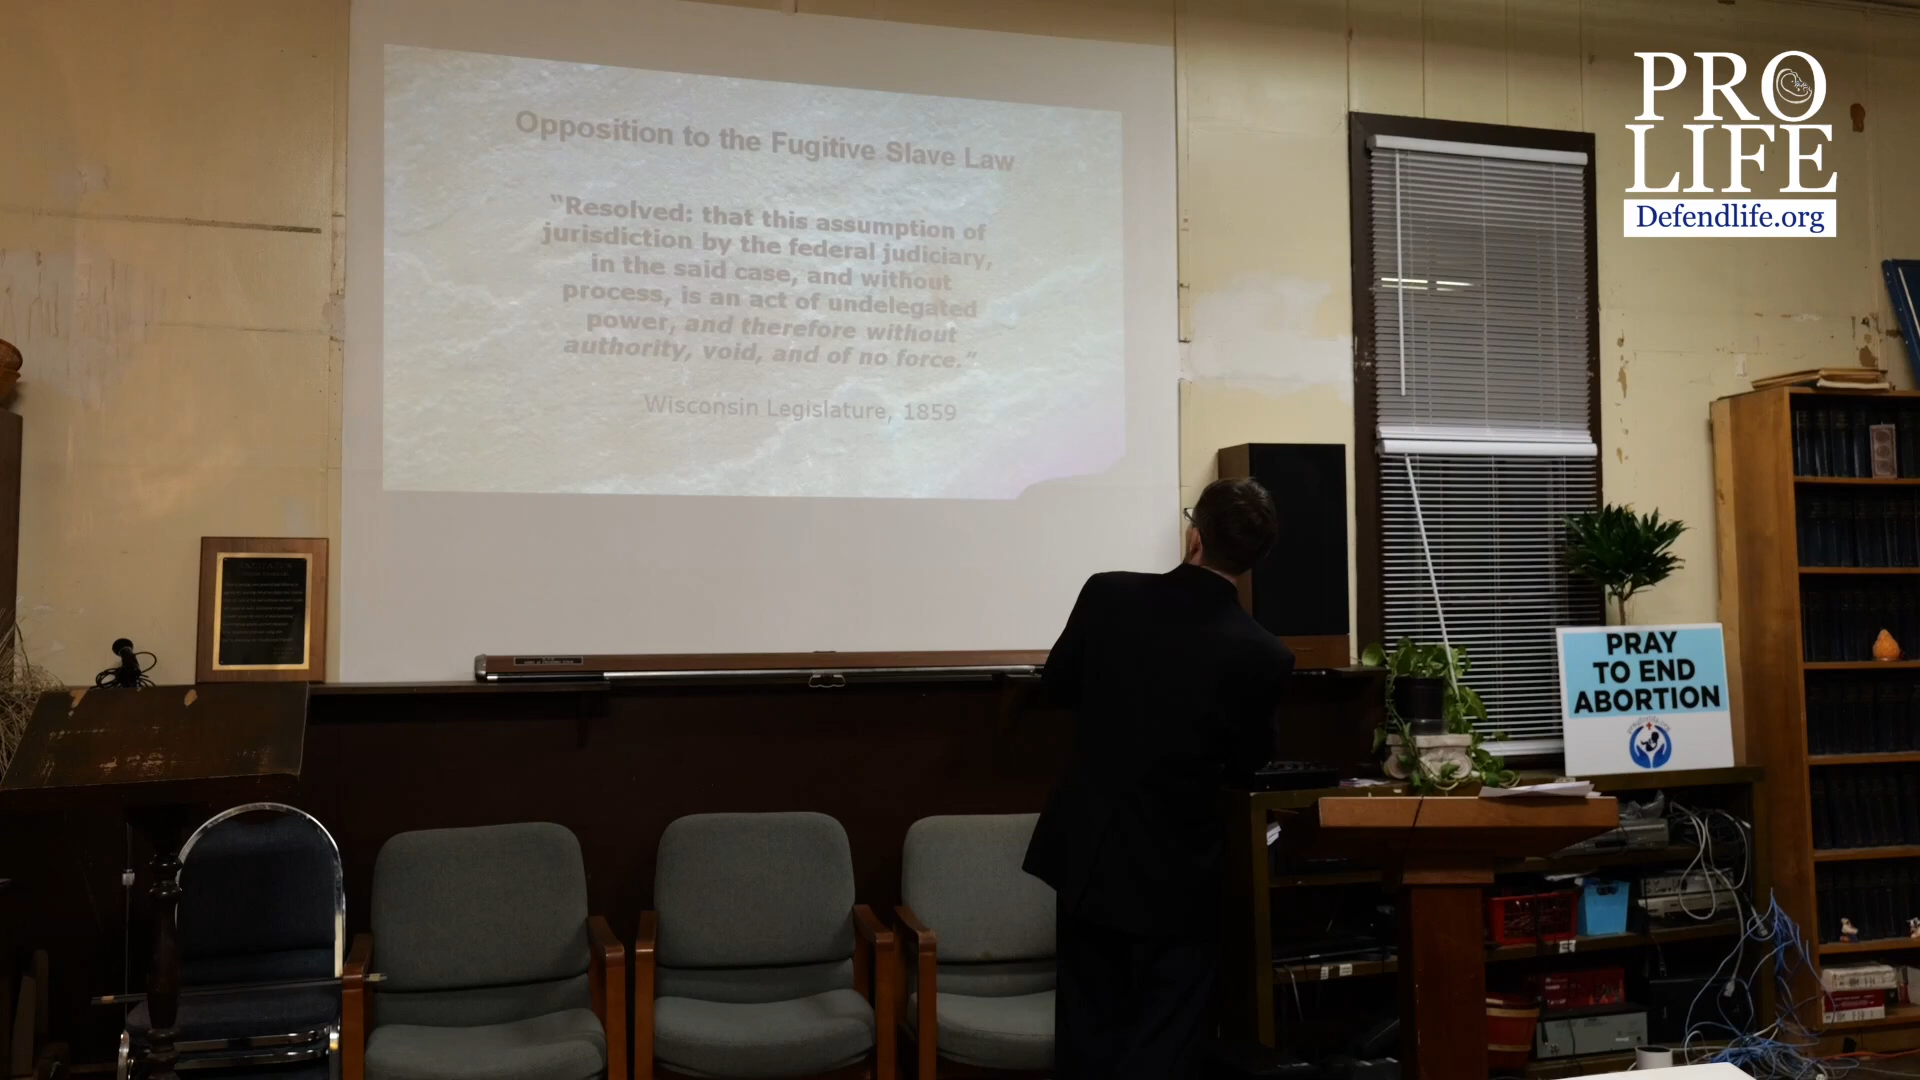 Opposition to the Fugitive Slave Law
“Resolved: that this assumption of
jurisdiction by the federal judiciary,
in the said case, and without
process, is an act of undelegated
power, and therefore without
authority, void, and of no force.”
Wisconsin Legislature, 1859
PRO
LIFE
Defendlife.org
PRAY
TO END
ABORTION